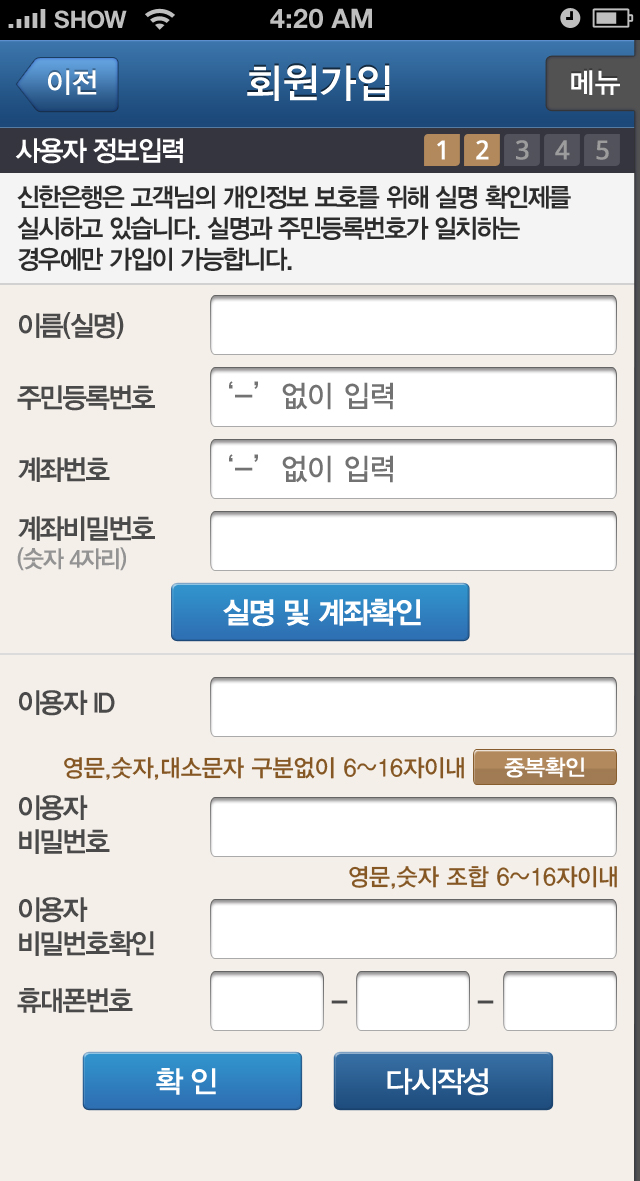 SHOW 4:20 AM
이전 회원가입 메뉴
사용자 정보입력 1 2 3 4 5
신한은행은 고객님의 개인정보 보호를 위해 실명 확인제를
실시하고 있습니다. 실명과 주민등록번호가 일치하는
경우에만 가입이 가능합니다.
이름(실명)
주민등록번호 ‘–’ 없이 입력
계좌번호 ‘–’ 없이 입력
계좌비밀번호
(숫자 4자리)
실명 및 계좌확인
이용자 ID
영문,숫자,대소문자 구분없이 6~16자이내 중복확인
이용자
비밀번호
영문,숫자 조합 6~16자이내
이용자
비밀번호확인
휴대폰번호 – –
확 인 다시작성